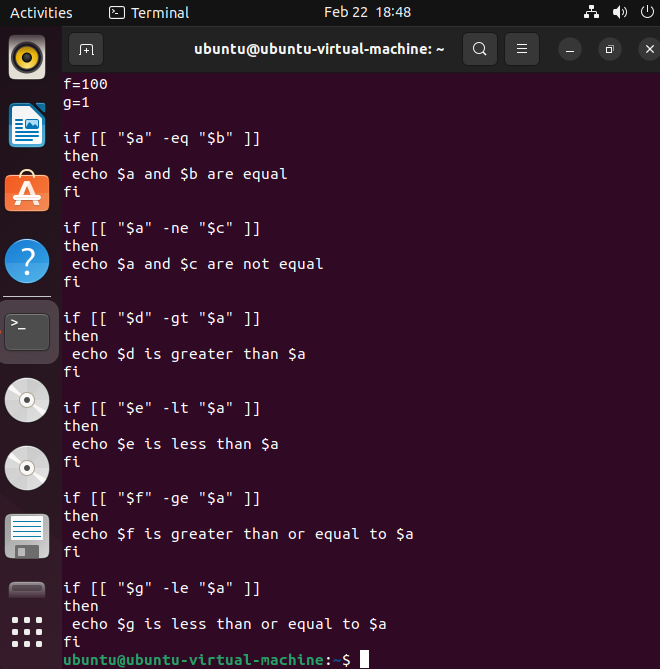 Activities
Terminal
Feb 22 18:48
ubuntu@ubuntu-virtual-machine: ~
f=100
g=1
if [[ "$a" -eq "$b" ]]
then
 echo $a and $b are equal
fi
if [[ "$a" -ne "$c" ]]
then
 echo $a and $c are not equal
fi
if [[ "$d" -gt "$a" ]]
then
 echo $d is greater than $a
fi
if [[ "$e" -lt "$a" ]]
then
 echo $e is less than $a
fi
if [[ "$f" -ge "$a" ]]
then
 echo $f is greater than or equal to $a
fi
if [[ "$g" -le "$a" ]]
then
 echo $g is less than or equal to $a
fi
ubuntu@ubuntu-virtual-machine:~$